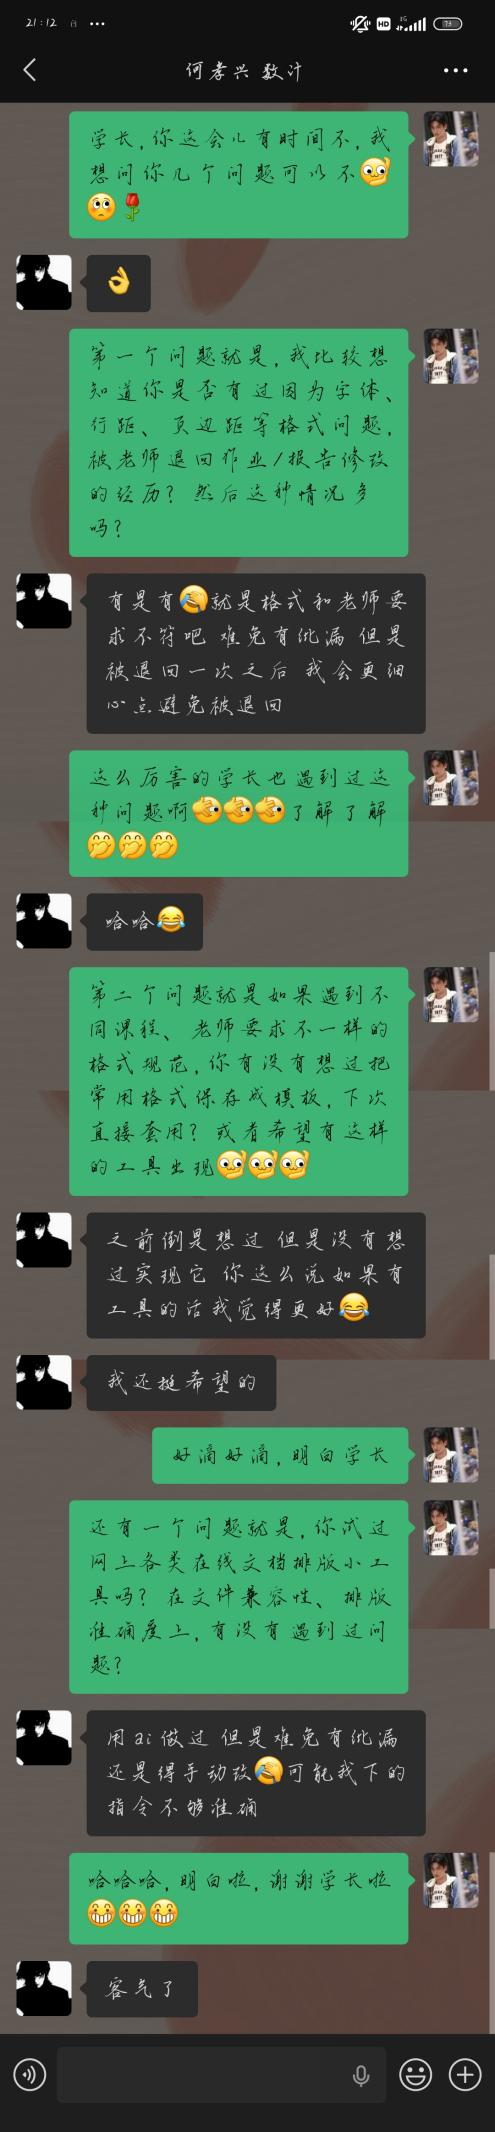 21:12
HD
5G
73
何孝兴 数计
学长,你这会儿有时间不,我
想问你几个问题可以不🫣
🥺🌹
👌
第一个问题就是,我比较想
知道你是否有过因为字体、
行距、页边距等格式问题,
被老师退回作业/报告修改
的经历?然后这种情况多
吗?
有是有🤣就是格式和老师要
求不符吧 难免有纰漏 但是
被退回一次之后 我会更细
心点避免被退回
这么厉害的学长也遇到过这
种问题啊🫣🫣🫣了解了解
🤭🤭🤭
哈哈😂
第二个问题就是如果遇到不
同课程、老师要求不一样的
格式规范,你有没有想过把
常用格式保存成模板,下次
直接套用?或者希望有这样
的工具出现🫣🫣🫣
之前倒是想过 但是没有想
过实现它 你这么说如果有
工具的话我觉得更好😂
我还挺希望的
好滴好滴,明白学长
还有一个问题就是,你试过
网上各类在线文档排版小工
具吗?在文件兼容性、排版
准确度上,有没有遇到过问
题?
用ai做过 但是难免有纰漏
还是得手动改🤣可能我下的
指令不够准确
哈哈哈,明白啦,谢谢学长啦
😁😁😁
客气了